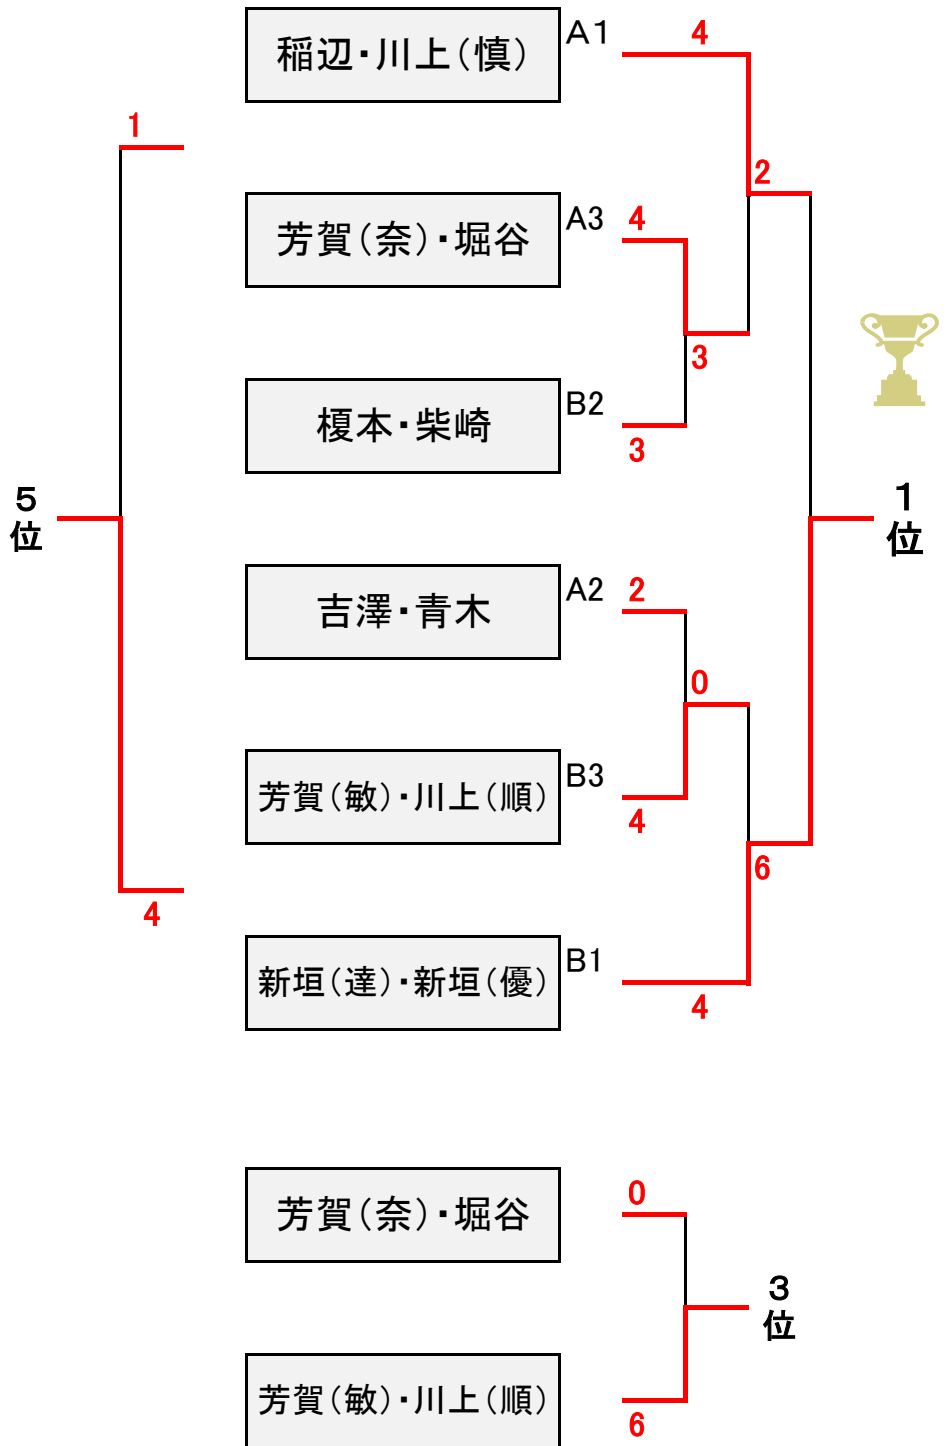 稲辺・川上（慎）
A1
4
1
2
芳賀（奈）・堀谷
A3
4
3
榎本・柴崎
B2
3
5位
1位
吉澤・青木
A2
2
0
芳賀（敏）・川上（順）
B3
4
6
4
新垣（達）・新垣（優）
B1
4
芳賀（奈）・堀谷
0
3位
芳賀（敏）・川上（順）
6